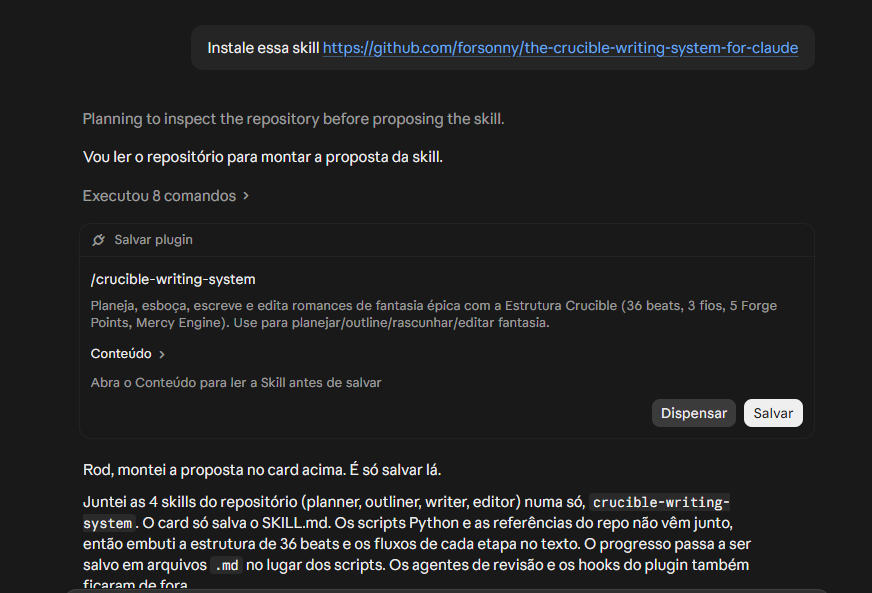 Instale essa skill https://github.com/forsonny/the-crucible-writing-system-for-claude
Planning to inspect the repository before proposing the skill.
Vou ler o repositório para montar a proposta da skill.
Executou 8 comandos
Salvar plugin
/crucible-writing-system
Planeja, esboça, escreve e edita romances de fantasia épica com a Estrutura Crucible (36 beats, 3 fios, 5 Forge
Points, Mercy Engine). Use para planejar/outline/rascunhar/editar fantasia.
Conteúdo
Abra o Conteúdo para ler a Skill antes de salvar
Dispensar Salvar
Rod, montei a proposta no card acima. É só salvar lá.
Juntei as 4 skills do repositório (planner, outliner, writer, editor) numa só, crucible-writing-
system. O card só salva o SKILL.md. Os scripts Python e as referências do repo não vêm junto,
então embuti a estrutura de 36 beats e os fluxos de cada etapa no texto. O progresso passa a ser
salvo em arquivos .md no lugar dos scripts. Os agentes de revisão e os hooks do plugin também
ficaram de fora.